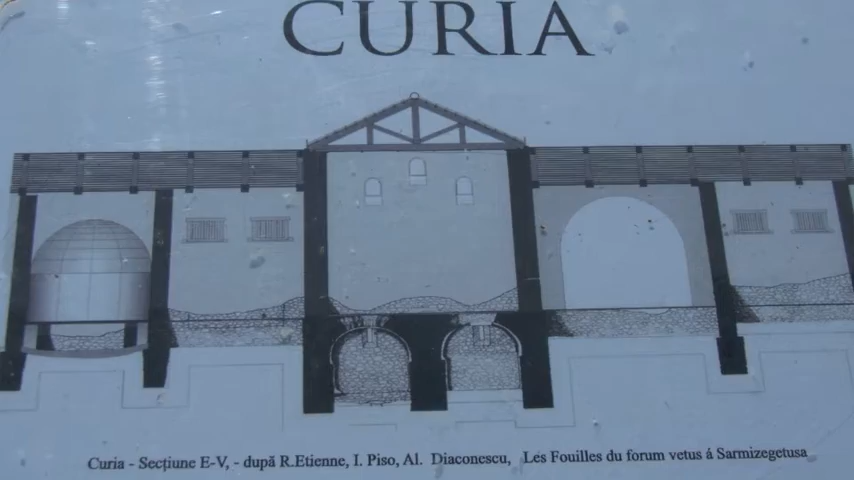 CURIA
Curia - Secțiune E-V, - după R.Etienne, I. Piso, Al. Diaconescu, Les Fouilles du forum vetus á Sarmizegetusa